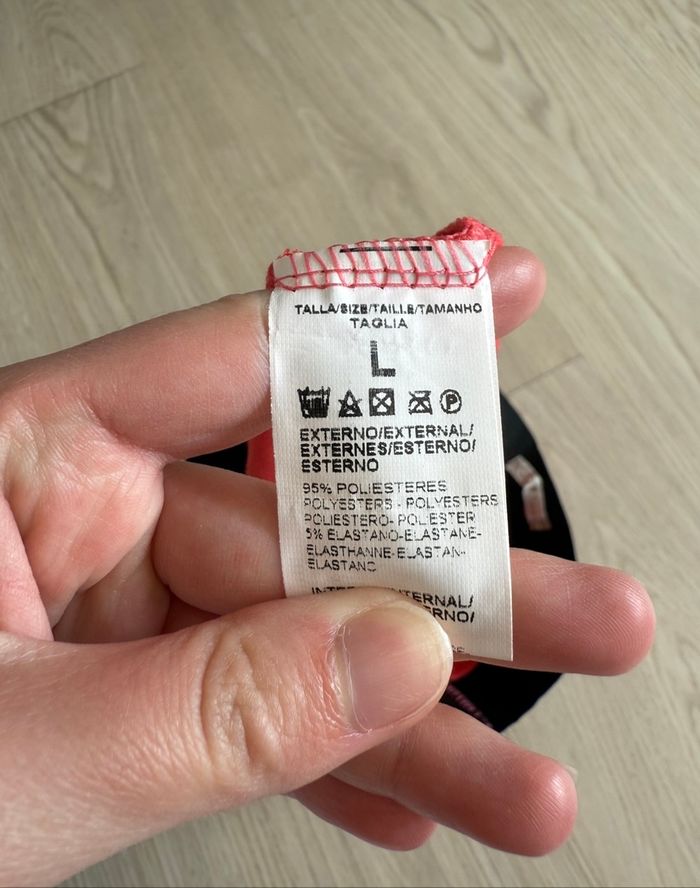 TALLA/SIZE/TAILLE/TAMANHO
TAGLIA
L
P
EXTERNO/EXTERNAL/
EXTERNES/ESTERNO/
ESTERNO
95% POLIESTERES
POLYESTERS-POLYESTERS
POLIESTERO-POLIESTER
5% ELASTANO-ELASTANE-
ELASTHANNE-ELASTAN-
ELASTANO